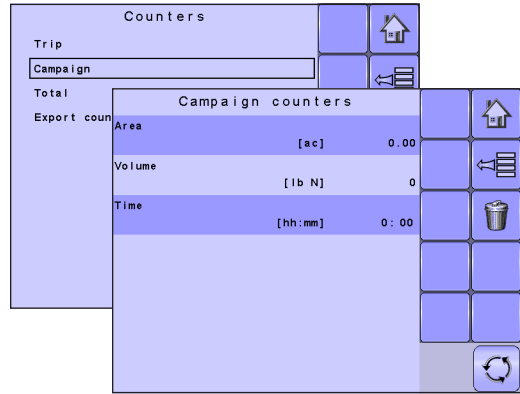 Counters
Trip
Campaign
Total
Export coun
Campaign counters
Area
[ac] 0.00
Volume
[lb N] 0
Time
[hh:mm] 0:00